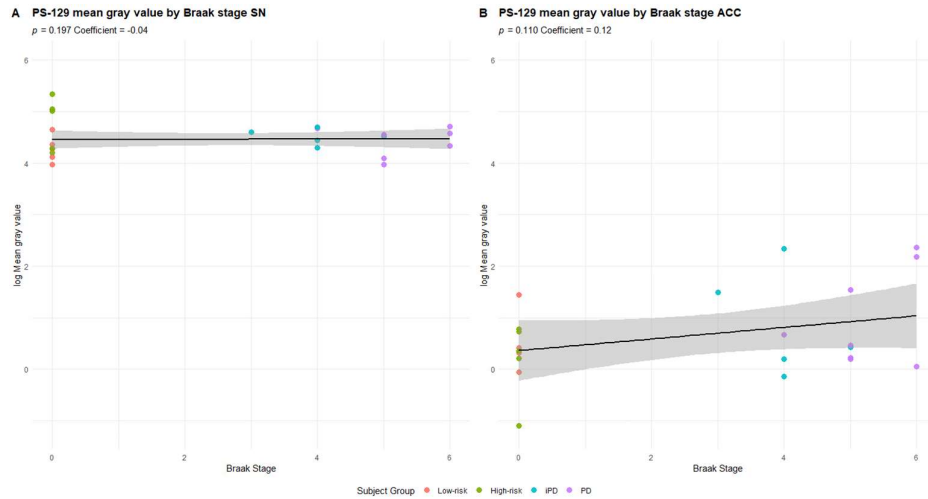 A PS-129 mean gray value by Braak stage SN
p = 0.197 Coefficient = -0.04
6
4
2
0
log Mean gray value
0 2 4 6
Braak Stage
B PS-129 mean gray value by Braak stage ACC
p = 0.110 Coefficient = 0.12
6
4
2
0
log Mean gray value
0 2 4 6
Braak Stage
Subject Group Low-risk High-risk iPD PD